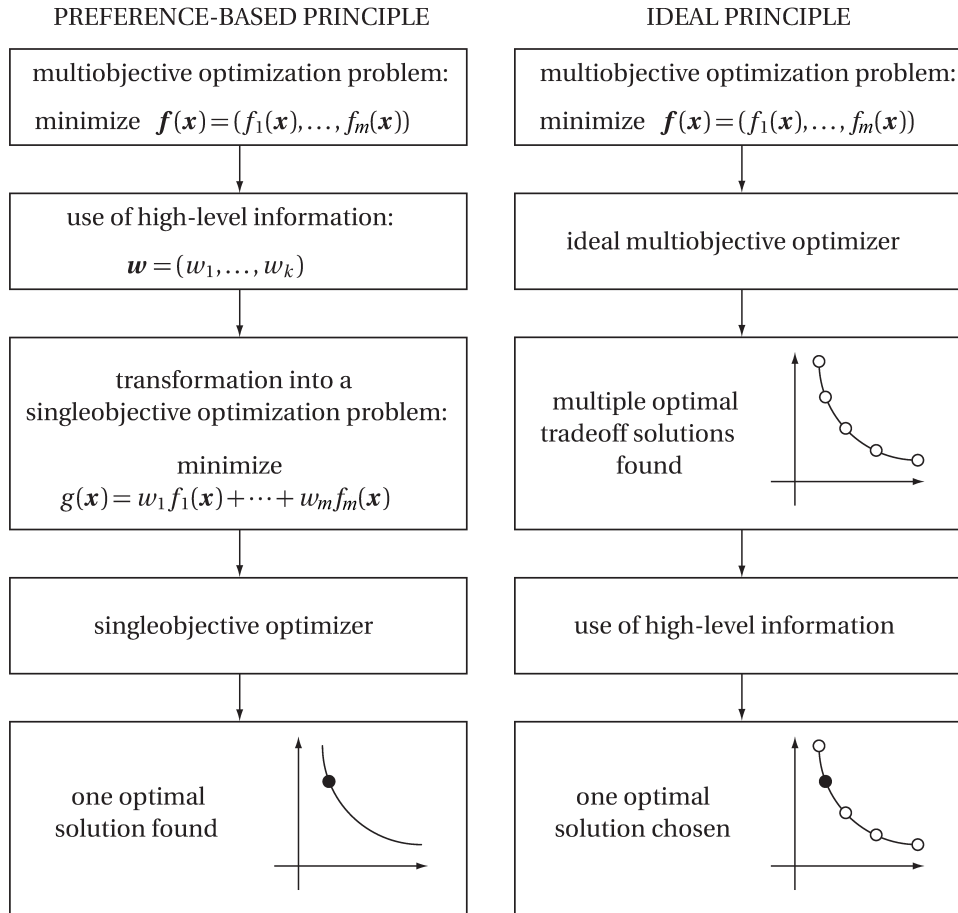 PREFERENCE-BASED PRINCIPLE
multiobjective optimization problem:
minimize f(x)=(f₁(x),…,fₘ(x))
use of high-level information:
w=(w₁,…,wₖ)
transformation into a
singleobjective optimization problem:
minimize
g(x)=w₁f₁(x)+⋯+wₘfₘ(x)
singleobjective optimizer
one optimal
solution found
IDEAL PRINCIPLE
multiobjective optimization problem:
minimize f(x)=(f₁(x),…,fₘ(x))
ideal multiobjective optimizer
multiple optimal
tradeoff solutions
found
use of high-level information
one optimal
solution chosen